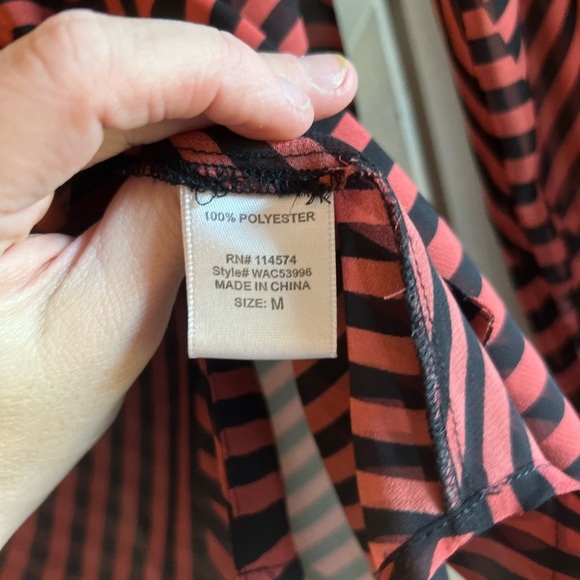 100% POLYESTER
RN# 114574
Style# WAC53996
MADE IN CHINA
SIZE: M